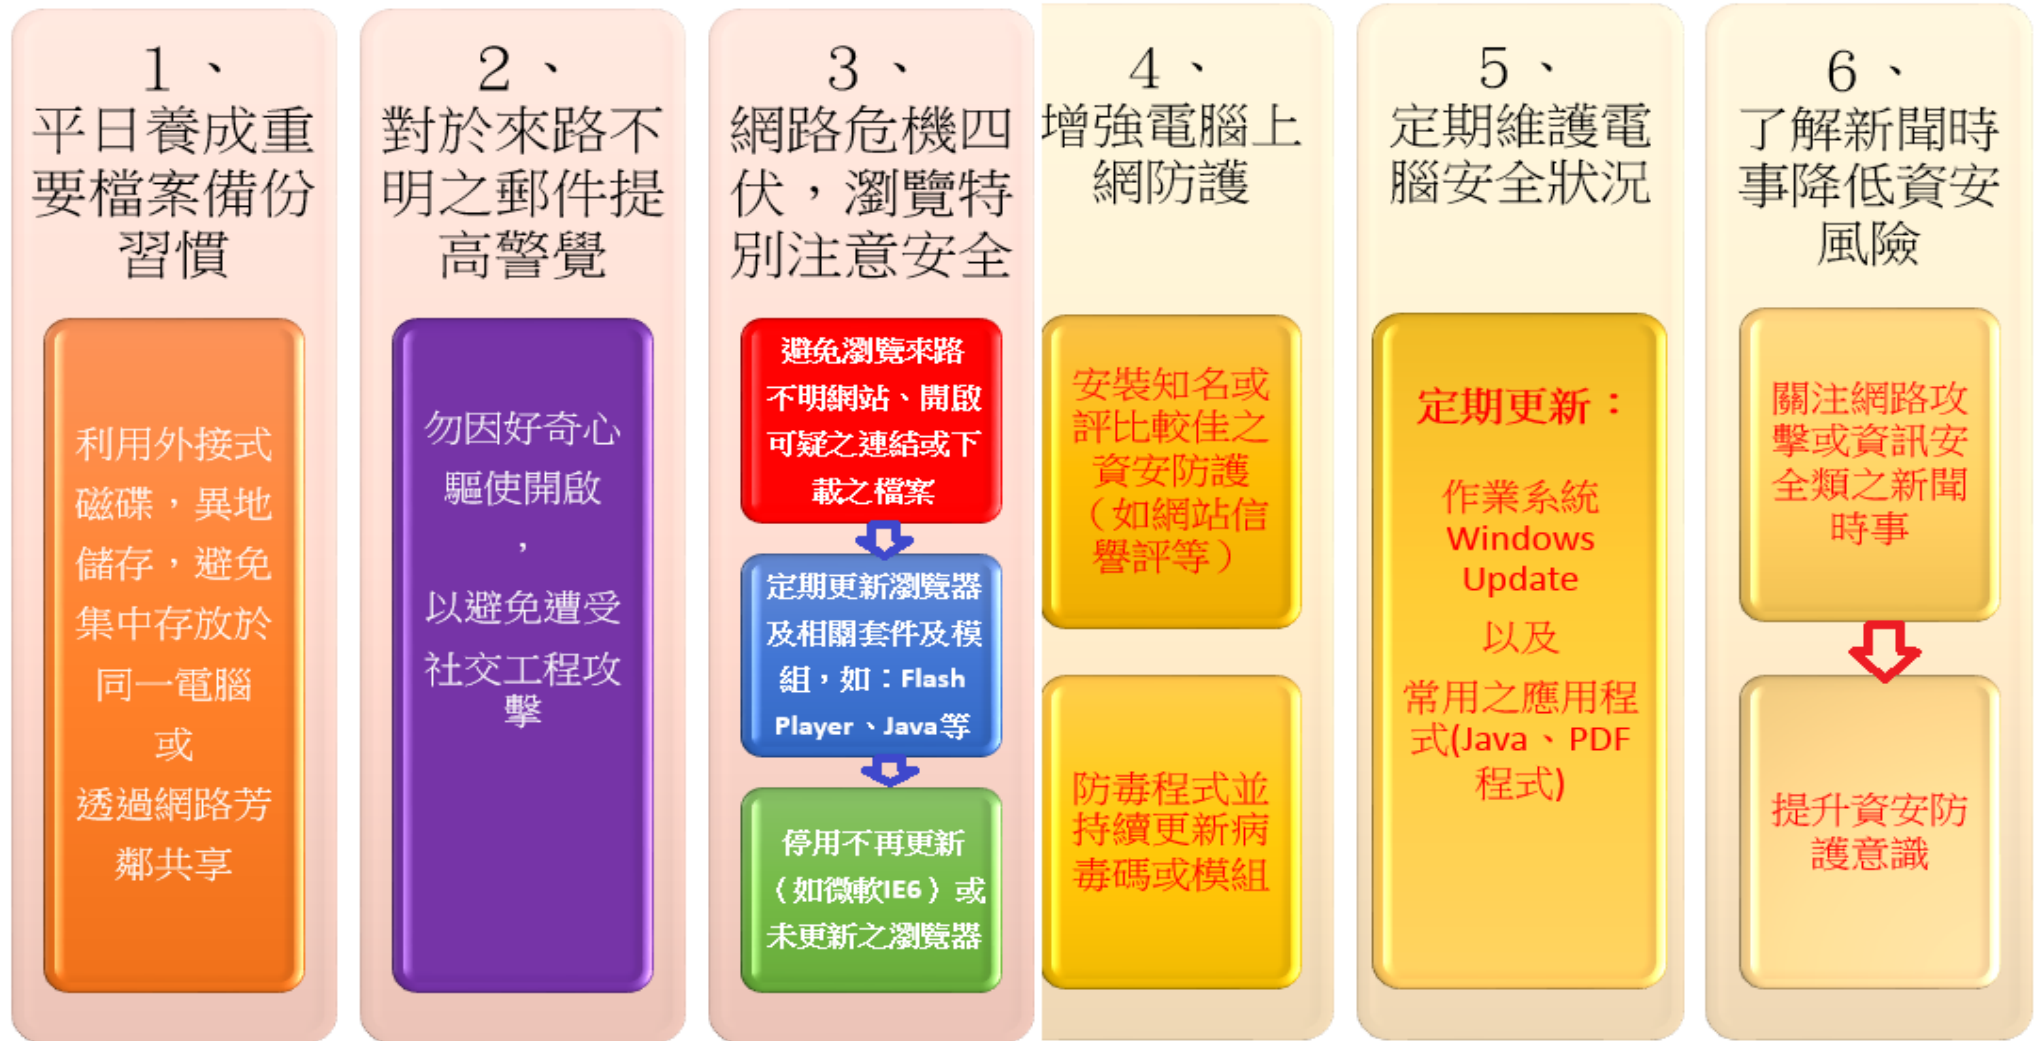 1、
平日養成重
要檔案備份
習慣
利用外接式
磁碟，異地
儲存，避免
集中存放於
同一電腦
或
透過網路芳
鄰共享
2、
對於來路不
明之郵件提
高警覺
勿因好奇心
驅使開啟
，
以避免遭受
社交工程攻
擊
3、
網路危機四
伏，瀏覽特
別注意安全
避免瀏覽來路
不明網站、開啟
可疑之連結或下
載之檔案
定期更新瀏覽器
及相關套件及模
組，如：Flash
Player、Java等
停用不再更新
（如微軟IE6）或
未更新之瀏覽器
4、
增強電腦上
網防護
安裝知名或
評比較佳之
資安防護
（如網站信
譽評等）
防毒程式並
持續更新病
毒碼或模組
5、
定期維護電
腦安全狀況
定期更新：
作業系統
Windows
Update
以及
常用之應用程
式(Java、PDF
程式)
6、
了解新聞時
事降低資安
風險
關注網路攻
擊或資訊安
全類之新聞
時事
提升資安防
護意識